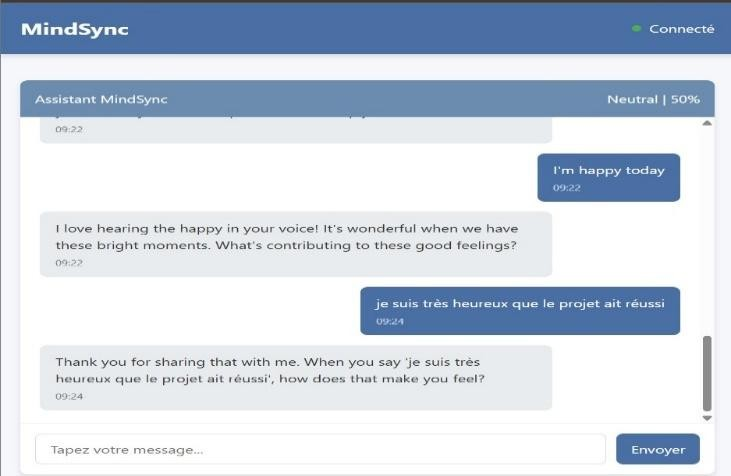 MindSync
Connecté
Assistant MindSync
Neutral | 50%
09:22
I'm happy today
09:22
I love hearing the happy in your voice! It's wonderful when we have
these bright moments. What's contributing to these good feelings?
09:22
je suis très heureux que le projet ait réussi
09:24
Thank you for sharing that with me. When you say 'je suis très
heureux que le projet ait réussi', how does that make you feel?
09:24
Tapez votre message...
Envoyer